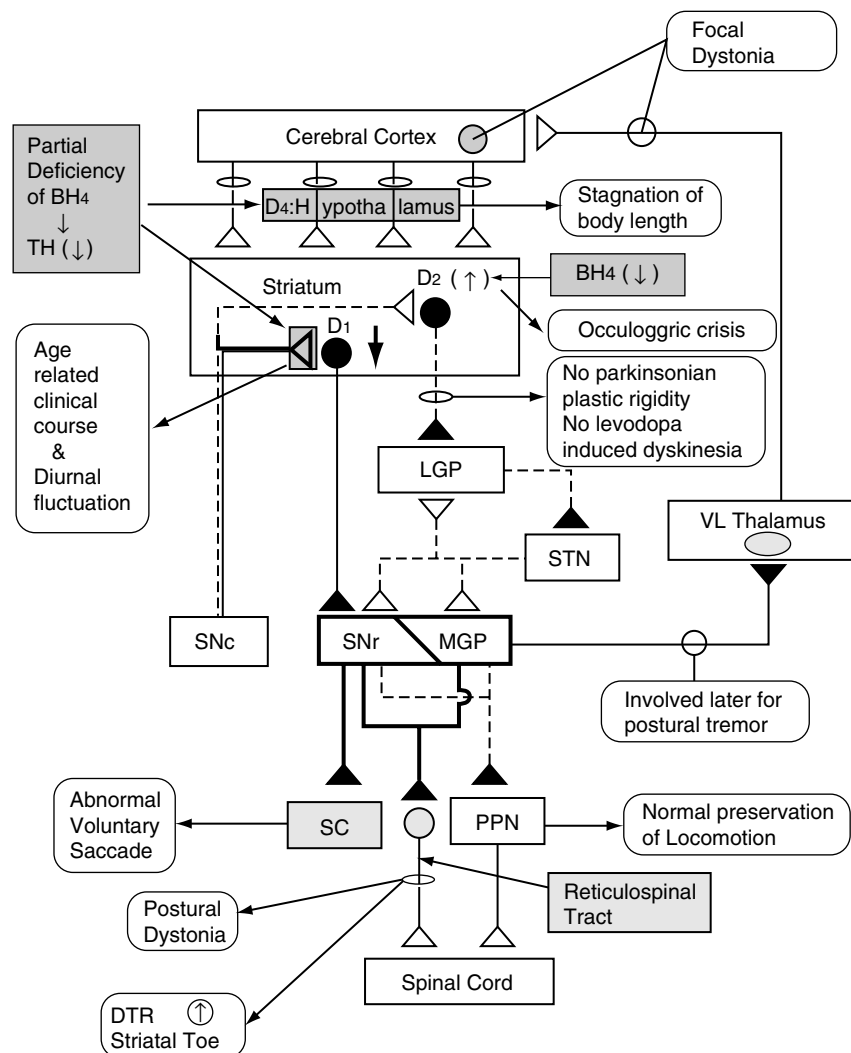 Focal
Dystonia
Cerebral Cortex
Partial
Deficiency
of BH4
↓
TH (↓)
D4:H ypotha lamus
Stagnation of
body length
D2 (↑)
BH4 (↓)
Striatum
D1
Occuloggric crisis
Age
related
clinical
course
&
Diurnal
fluctuation
No parkinsonian
plastic rigidity
No levodopa
induced dyskinesia
LGP
VL Thalamus
STN
SNc
SNr
MGP
Involved later for
postural tremor
Abnormal
Voluntary
Saccade
SC
PPN
Normal preservation
of Locomotion
Reticulospinal
Tract
Postural
Dystonia
Spinal Cord
DTR ↑
Striatal Toe